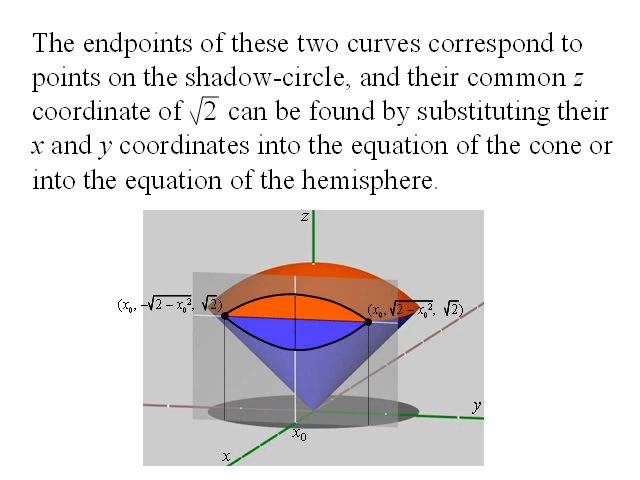 The endpoints of these two curves correspond to
points on the shadow-circle, and their common z
coordinate of √2 can be found by substituting their
x and y coordinates into the equation of the cone or
into the equation of the hemisphere.
z
(x₀, -√2 - x₀², √2)
(x₀, √2 - x₀², √2)
y
x₀
x